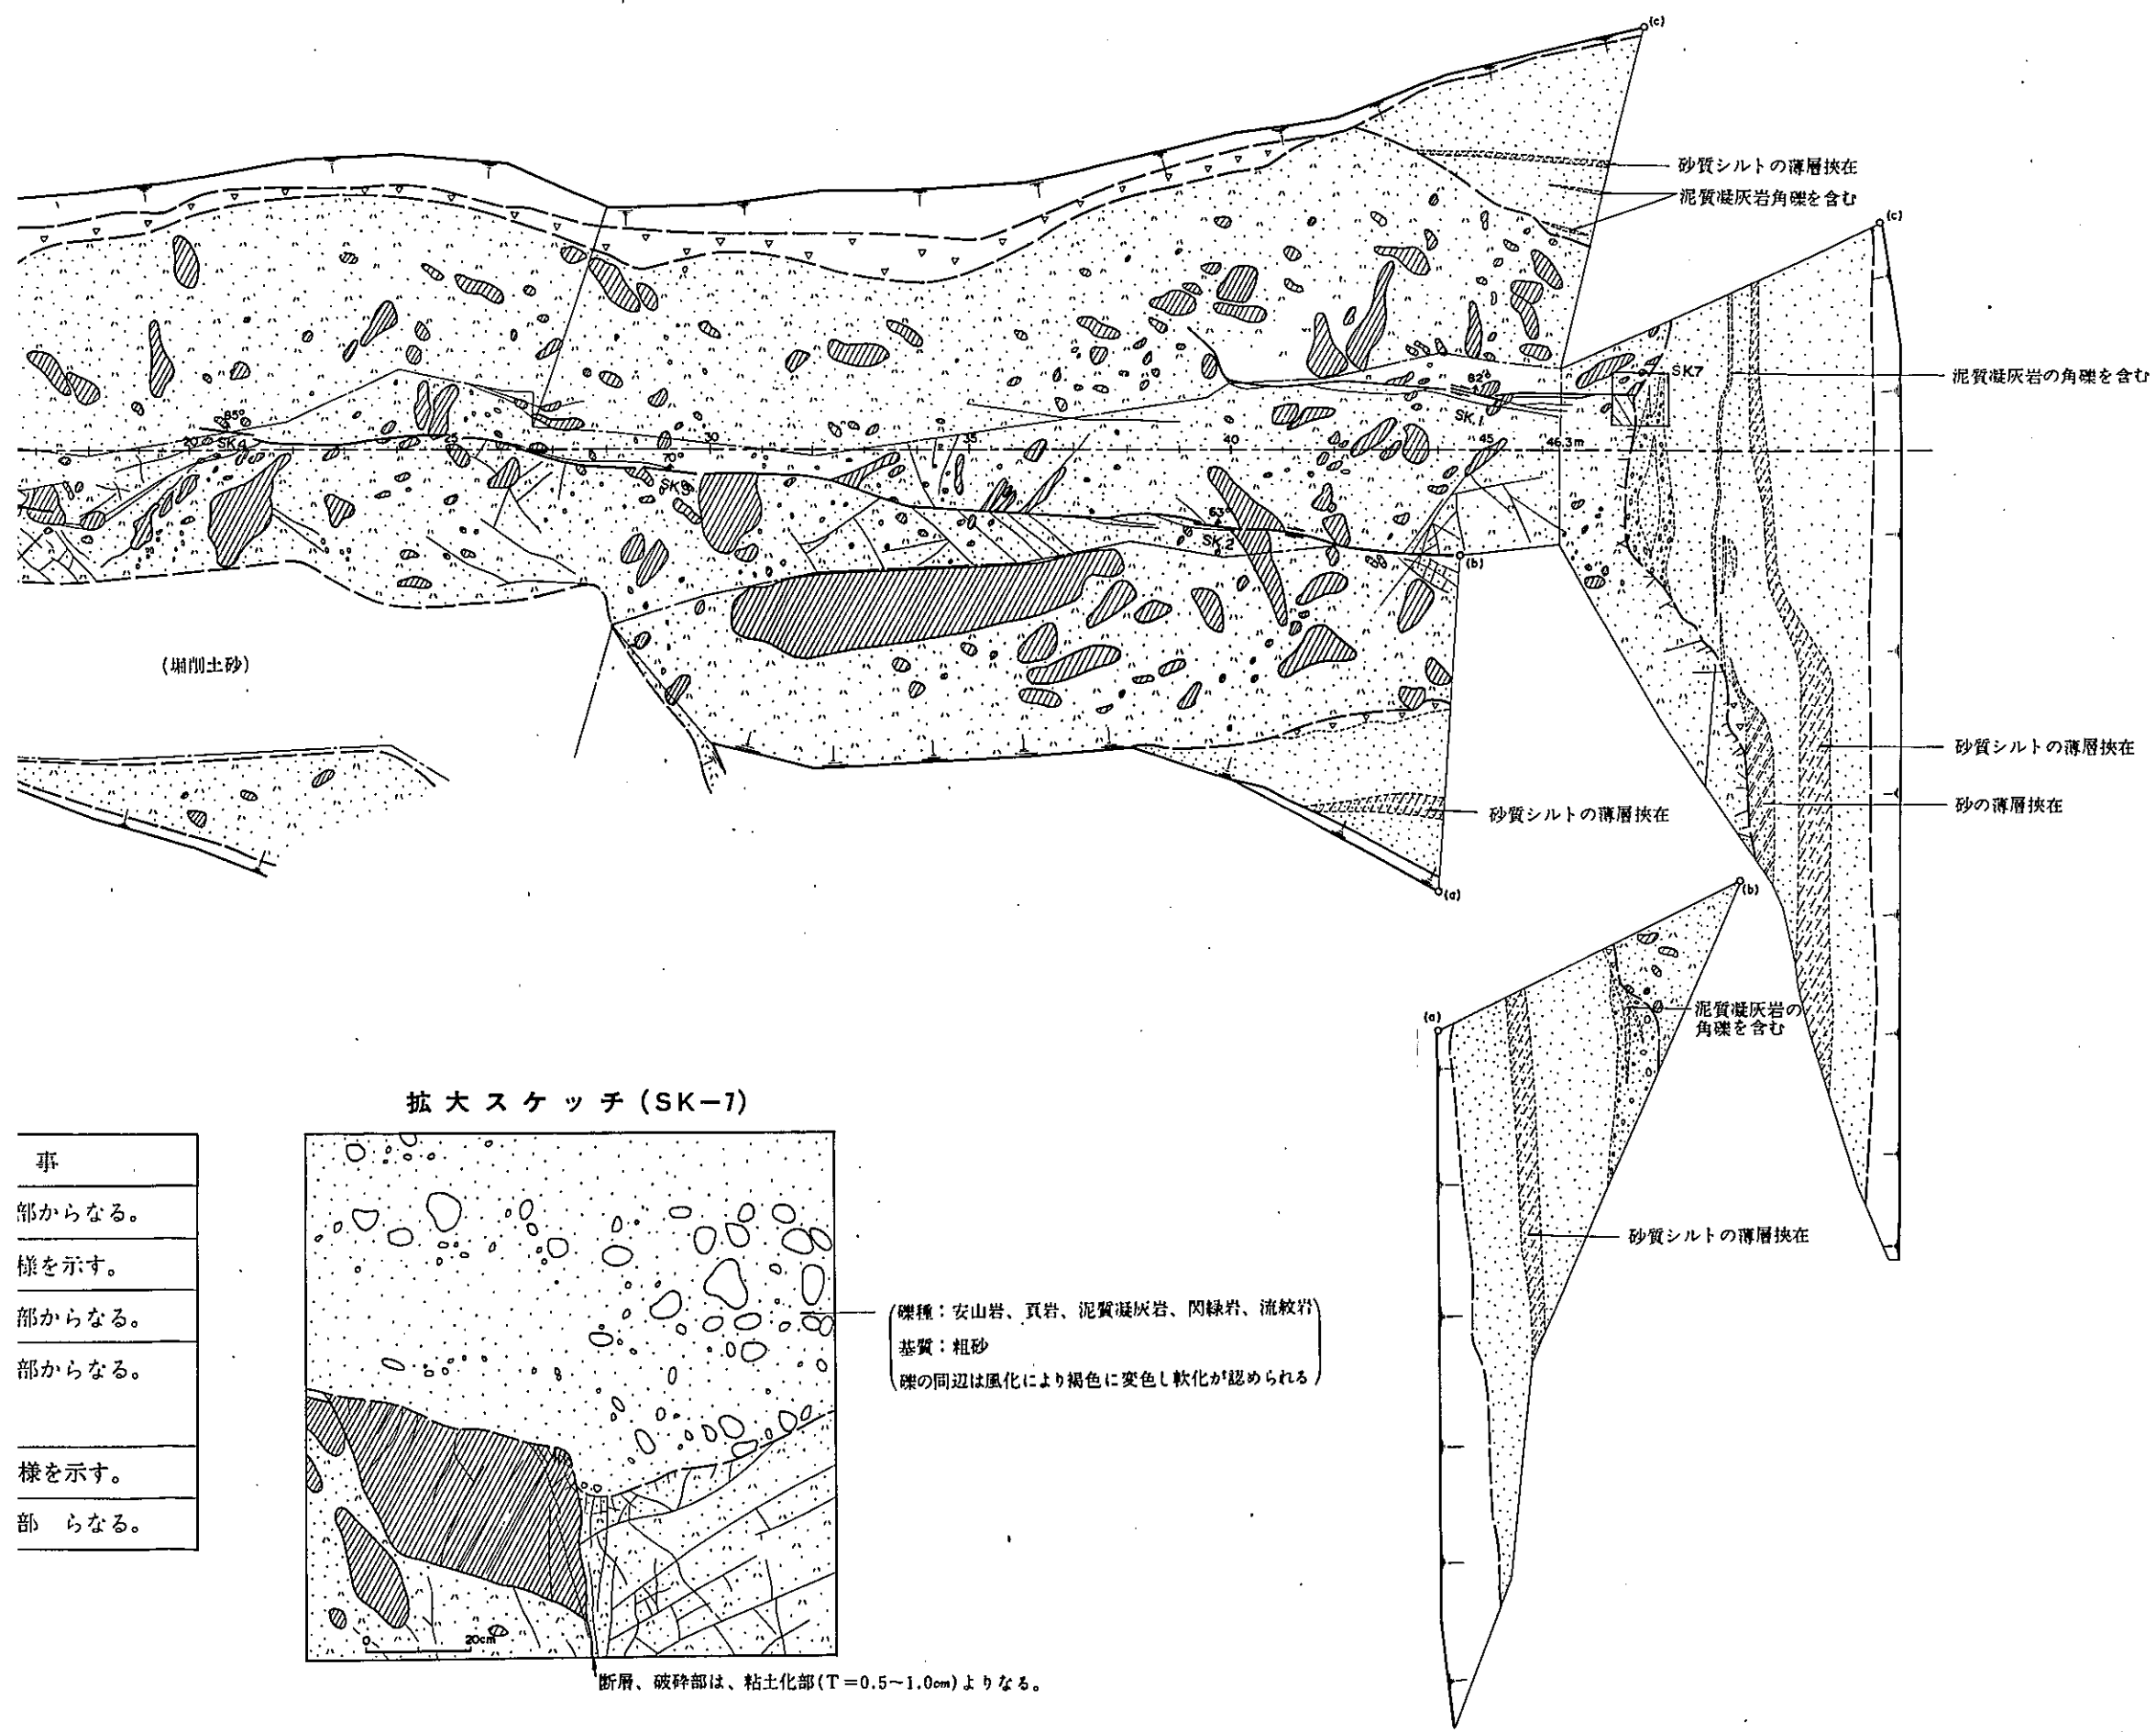 (c)
砂質シルトの薄層挟在
泥質凝灰岩角礫を含む
(c)
泥質凝灰岩の角礫を含む
SK7
82°
SK.1
85°
20
SK4
25
30
35
40
45
46.3m
70°
SK3
63°
SK.2
(b)
(堀削土砂)
砂質シルトの薄層挟在
砂の薄層挟在
砂質シルトの薄層挟在
(a)
(b)
(a)
泥質凝灰岩の
角礫を含む
砂質シルトの薄層挟在
拡大スケッチ(SK-7)
事
部からなる。
様を示す。
部からなる。
部からなる。
様を示す。
部 らなる。
礫種：安山岩、頁岩、泥質凝灰岩、閃緑岩、流紋岩
基質：粗砂
礫の周辺は風化により褐色に変色し軟化が認められる
0 20cm
断層、破砕部は、粘土化部(T=0.5~1.0cm)よりなる。